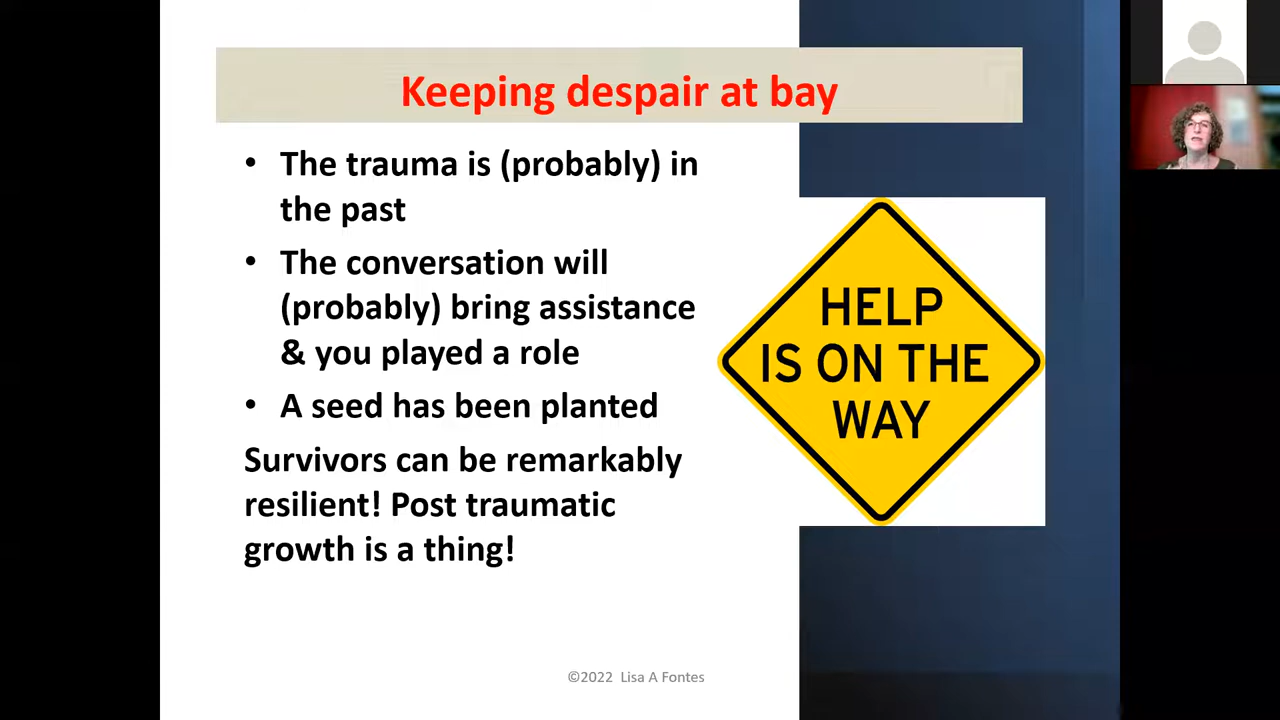 Keeping despair at bay
• The trauma is (probably) in
the past
• The conversation will
(probably) bring assistance
& you played a role
• A seed has been planted
Survivors can be remarkably
resilient! Post traumatic
growth is a thing!
HELP
IS ON THE
WAY
©2022 Lisa A Fontes